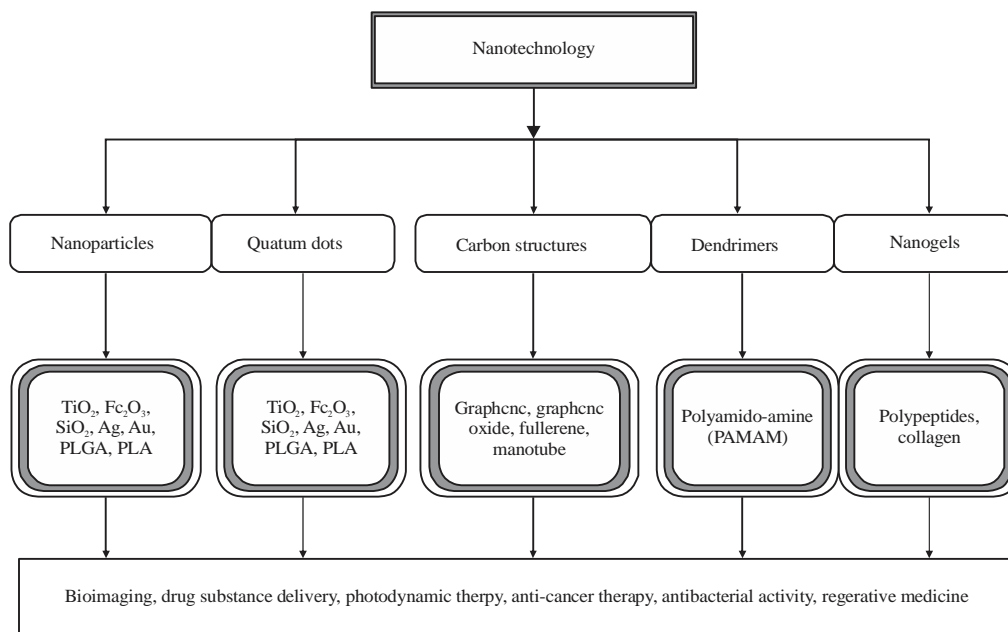 Nanotechnology
Nanoparticles
Quatum dots
Carbon structures
Dendrimers
Nanogels
TiO₂, Fc₂O₃,
SiO₂, Ag, Au,
PLGA, PLA
TiO₂, Fc₂O₃,
SiO₂, Ag, Au,
PLGA, PLA
Graphcnc, graphcnc
oxide, fullerene,
manotube
Polyamido-amine
(PAMAM)
Polypeptides,
collagen
Bioimaging, drug substance delivery, photodynamic therpy, anti-cancer therapy, antibacterial activity, regerative medicine